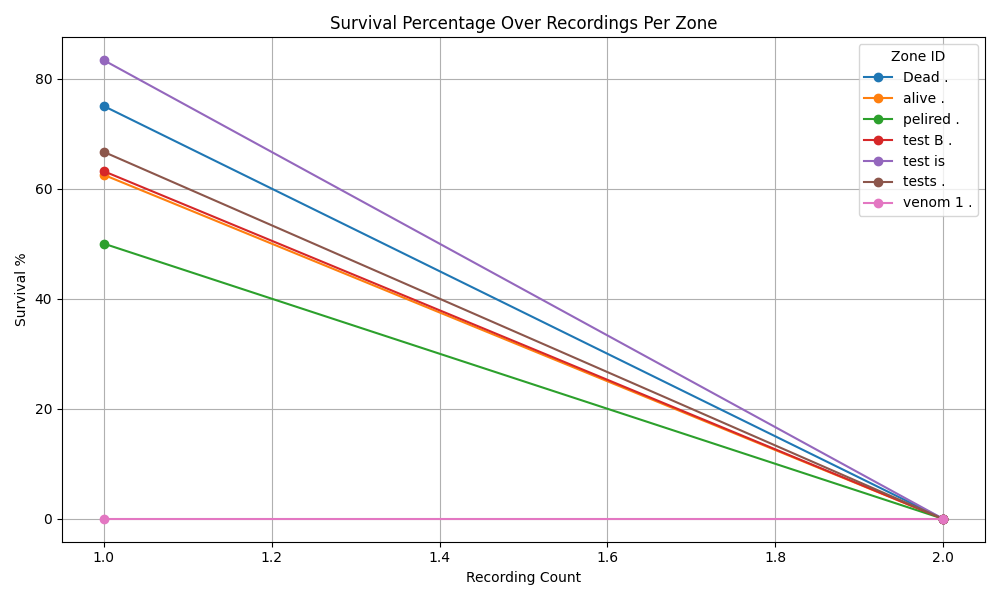 Survival Percentage Over Recordings Per Zone
Zone ID
Dead .
alive .
pelired .
test B .
test is
tests .
venom 1 .
80
60
40
20
0
Survival %
1.0 1.2 1.4 1.6 1.8 2.0
Recording Count